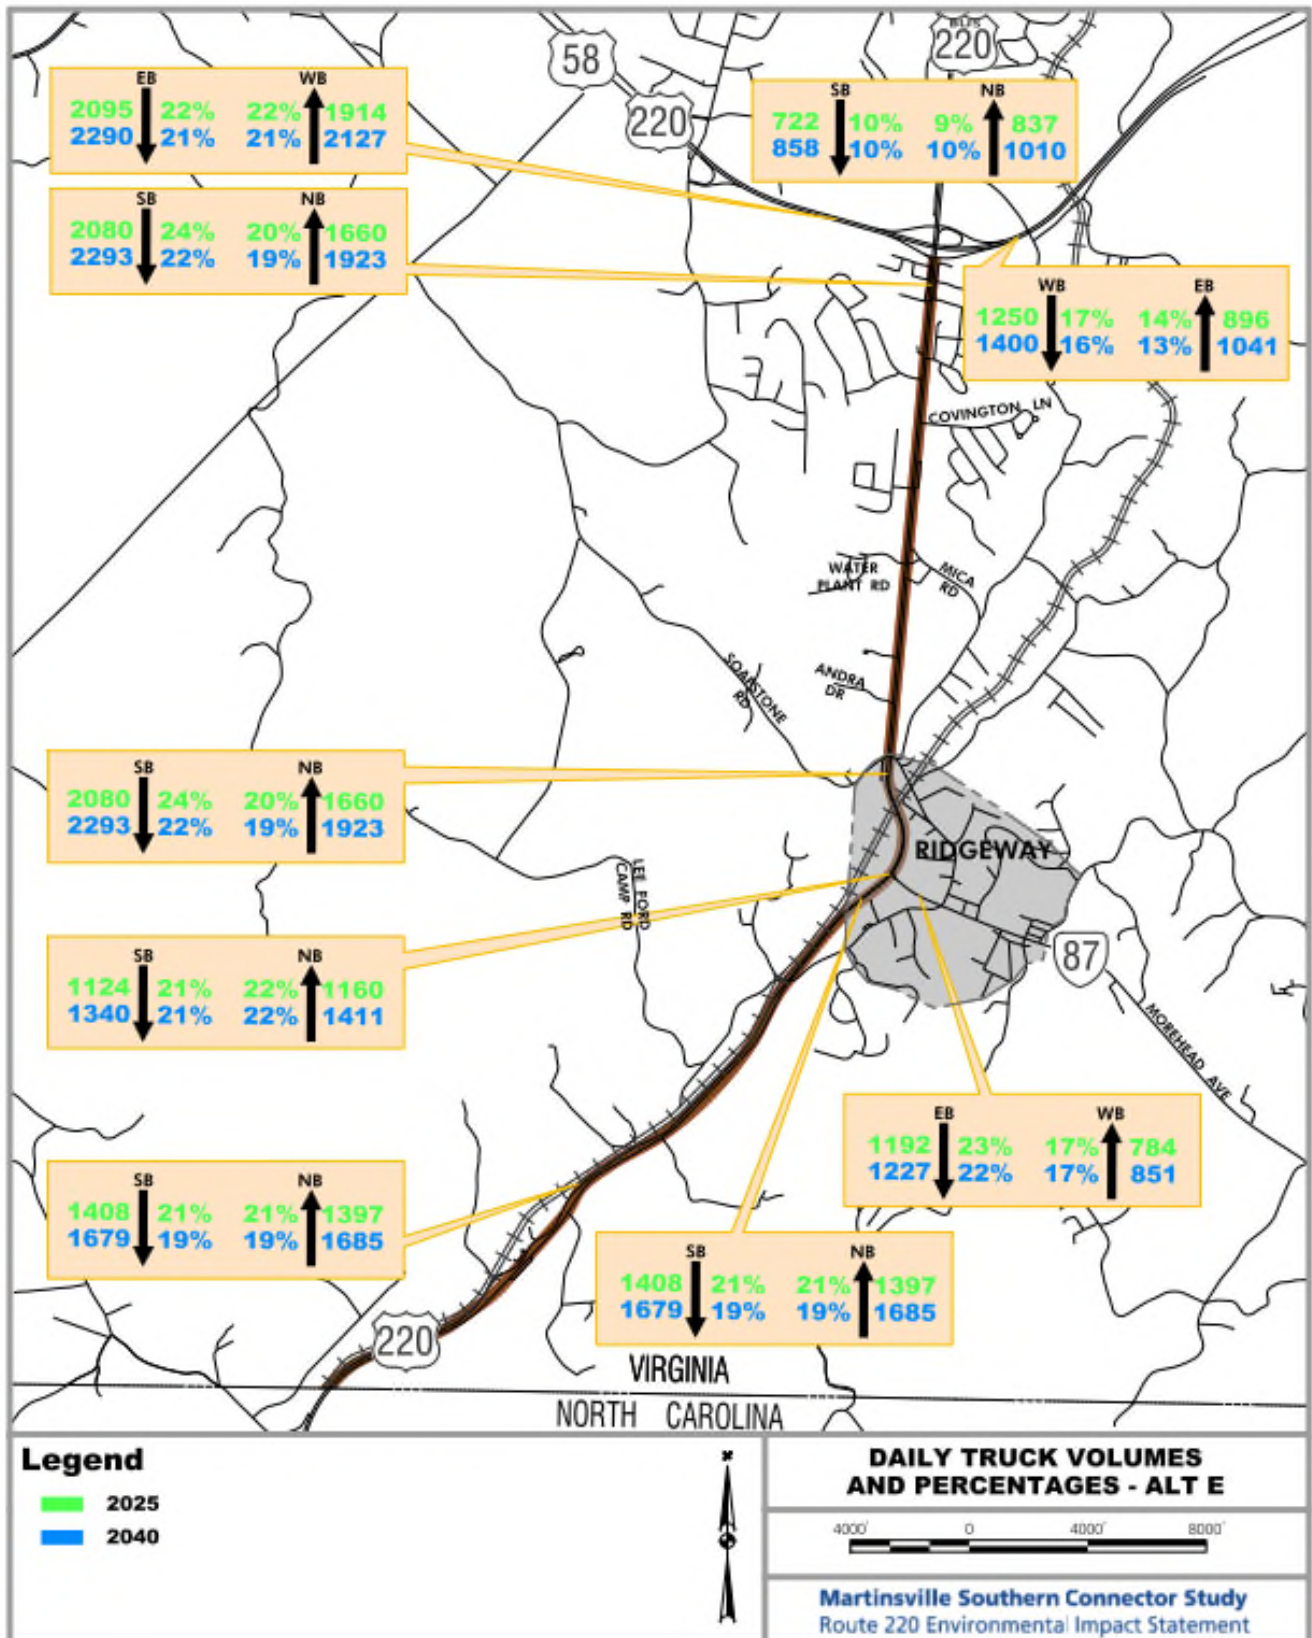 BUS
220
58
220
EB WB
2095 22% 22% 1914
2290 21% 21% 2127
SB NB
722 10% 9% 837
858 10% 10% 1010
SB NB
2080 24% 20% 1660
2293 22% 19% 1923
WB EB
1250 17% 14% 896
1400 16% 13% 1041
COVINGTON LN
WATER
PLANT RD
MICA
RD
SOAPSTONE
RD
ANDRA
DR
SB NB
2080 24% 20% 1660
2293 22% 19% 1923
RIDGEWAY
LEE FORD
CAMP RD
SB NB
1124 21% 22% 1160
1340 21% 22% 1411
87
MOREHEAD AVE
EB WB
1192 23% 17% 784
1227 22% 17% 851
SB NB
1408 21% 21% 1397
1679 19% 19% 1685
SB NB
1408 21% 21% 1397
1679 19% 19% 1685
220
VIRGINIA
NORTH CAROLINA
Legend
2025
2040
DAILY TRUCK VOLUMES
AND PERCENTAGES - ALT E
4000' 0 4000' 8000'
Martinsville Southern Connector Study
Route 220 Environmental Impact Statement